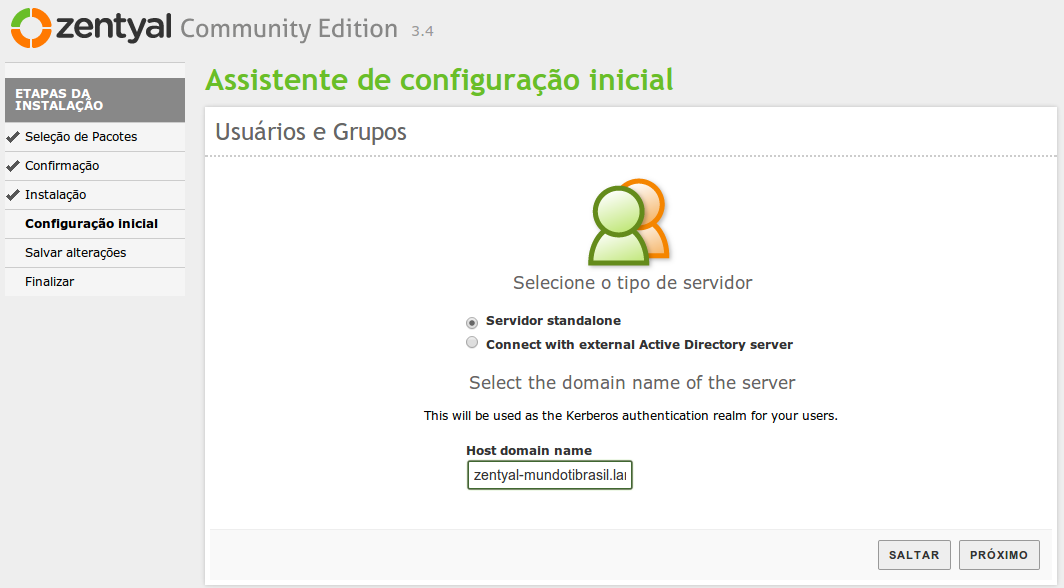 zentyal Community Edition 3.4
ETAPAS DA
INSTALAÇÃO
Seleção de Pacotes
Confirmação
Instalação
Configuração inicial
Salvar alterações
Finalizar
Assistente de configuração inicial
Usuários e Grupos
Selecione o tipo de servidor
Servidor standalone
Connect with external Active Directory server
Select the domain name of the server
This will be used as the Kerberos authentication realm for your users.
Host domain name
zentyal-mundotibrasil.lan
SALTAR
PRÓXIMO